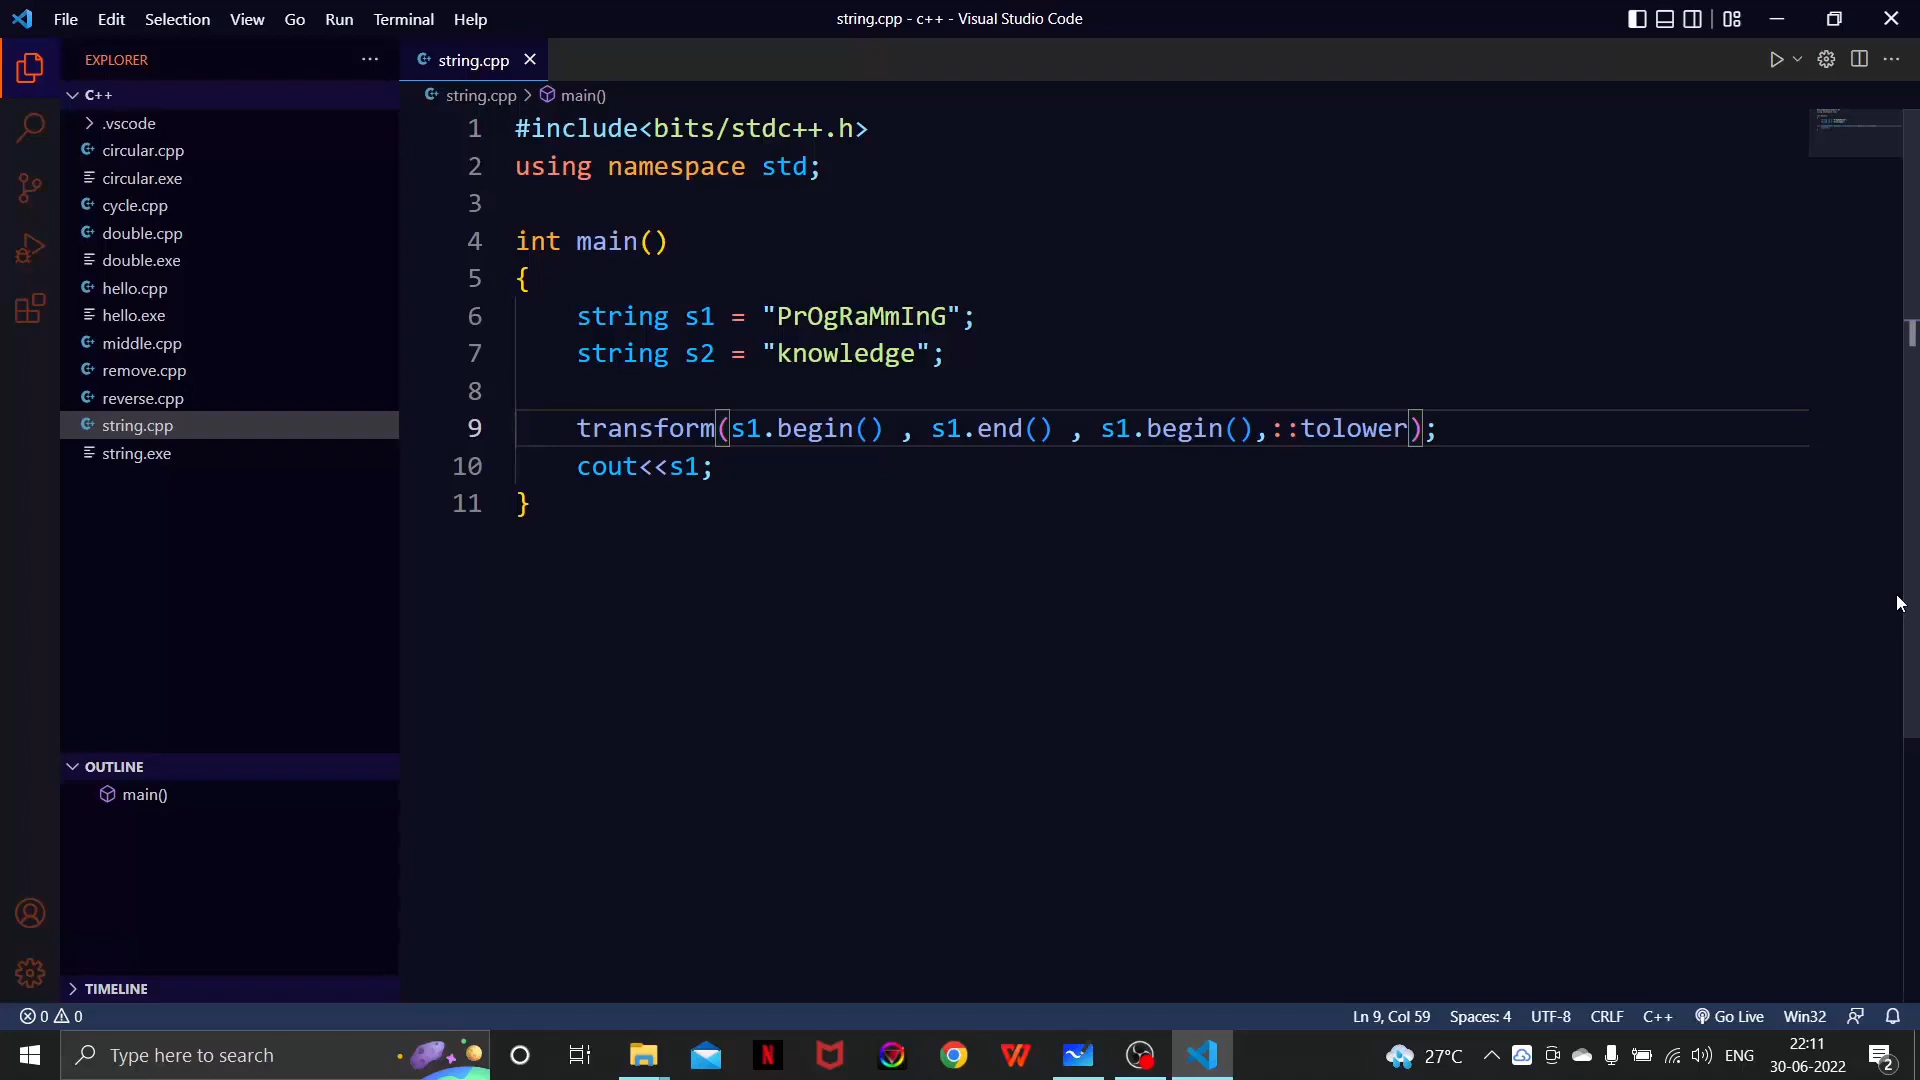 File Edit Selection View Go Run Terminal Help
string.cpp - c++ - Visual Studio Code
EXPLORER
C++
.vscode
circular.cpp
circular.exe
cycle.cpp
double.cpp
double.exe
hello.cpp
hello.exe
middle.cpp
remove.cpp
reverse.cpp
string.cpp
string.exe
OUTLINE
main()
TIMELINE
string.cpp
string.cpp > main()
1 #include<bits/stdc++.h>
2 using namespace std;
3
4 int main()
5 {
6 string s1 = "PrOgRaMmInG";
7 string s2 = "knowledge";
8
9 transform(s1.begin() , s1.end() , s1.begin(),::tolower);
10 cout<<s1;
11 }
0 0
Ln 9, Col 59 Spaces: 4 UTF-8 CRLF C++ Go Live Win32
Type here to search
27°C
ENG
22:11
30-06-2022
2